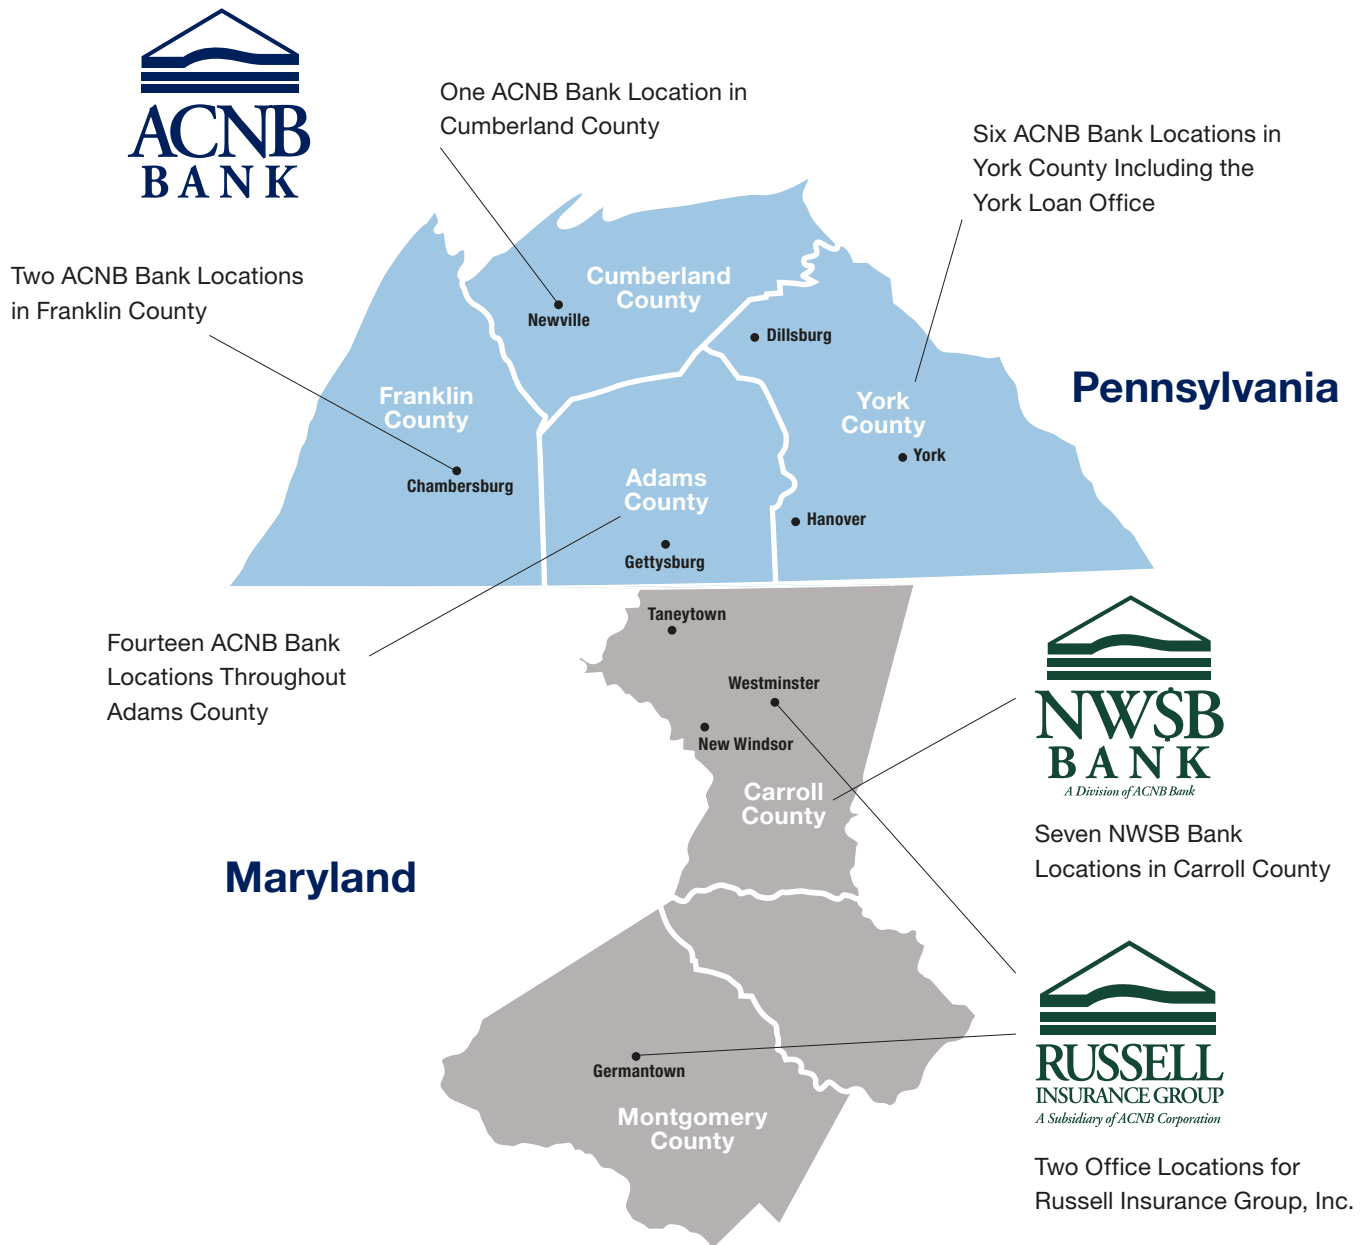 ACNB
BANK
One ACNB Bank Location in
Cumberland County
Six ACNB Bank Locations in
York County Including the
York Loan Office
Two ACNB Bank Locations
in Franklin County
Cumberland
County
Newville
Dillsburg
Pennsylvania
Franklin
County
York
County
York
Chambersburg
Adams
County
Hanover
Gettysburg
Fourteen ACNB Bank
Locations Throughout
Adams County
Taneytown
Westminster
New Windsor
Carroll
County
NW$B
BANK
A Division of ACNB Bank
Seven NWSB Bank
Locations in Carroll County
Maryland
Germantown
Montgomery
County
RUSSELL
INSURANCE GROUP
A Subsidiary of ACNB Corporation
Two Office Locations for
Russell Insurance Group, Inc.